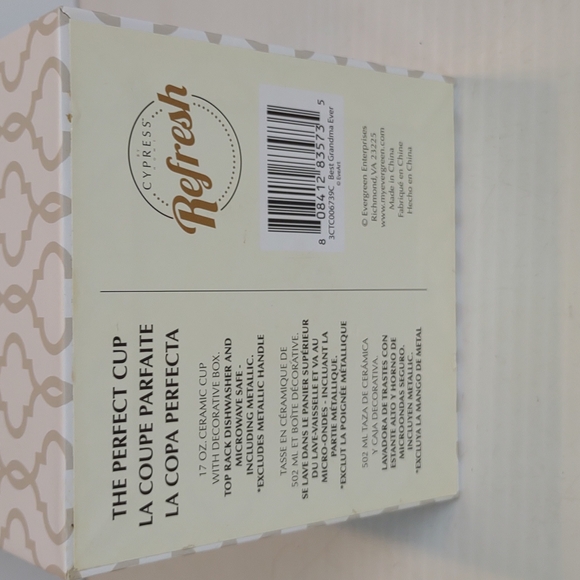 THE PERFECT CUP
LA COUPE PARFAITE
LA COPA PERFECTA
17 OZ. CERAMIC CUP
WITH DECORATIVE BOX.
TOP RACK DISHWASHER AND
MICROWAVE SAFE -
INCLUDING METALLIC.
*EXCLUDES METALLIC HANDLE
TASSE EN CÉRAMIQUE DE
502 ML ET BOÎTE DÉCORATIVE.
SE LAVE DANS LE PANIER SUPÉRIEUR
DU LAVE-VAISSELLE ET VA AU
MICRO-ONDES - INCLUANT LA
PARTIE MÉTALLIQUE.
*EXCLUT LA POIGNÉE MÉTALLIQUE
502 ML TAZA DE CERÁMICA
Y CAJA DECORATIVA.
LAVADORA DE TRASTES CON
ESTANTE ALTO Y HORNO DE
MICROONDAS SEGURO.
INCLUYEN METALLIC.
*EXCLUYA LA MANGO DE METAL
CYPRESS
Refresh
8 08412 83573 5
3CTC006739C Best Grandma Ever
© Evergreen Enterprises
Richmond, VA 23225
www.myevergreen.com
Made in China
Fabriqué en Chine
Hecho en China